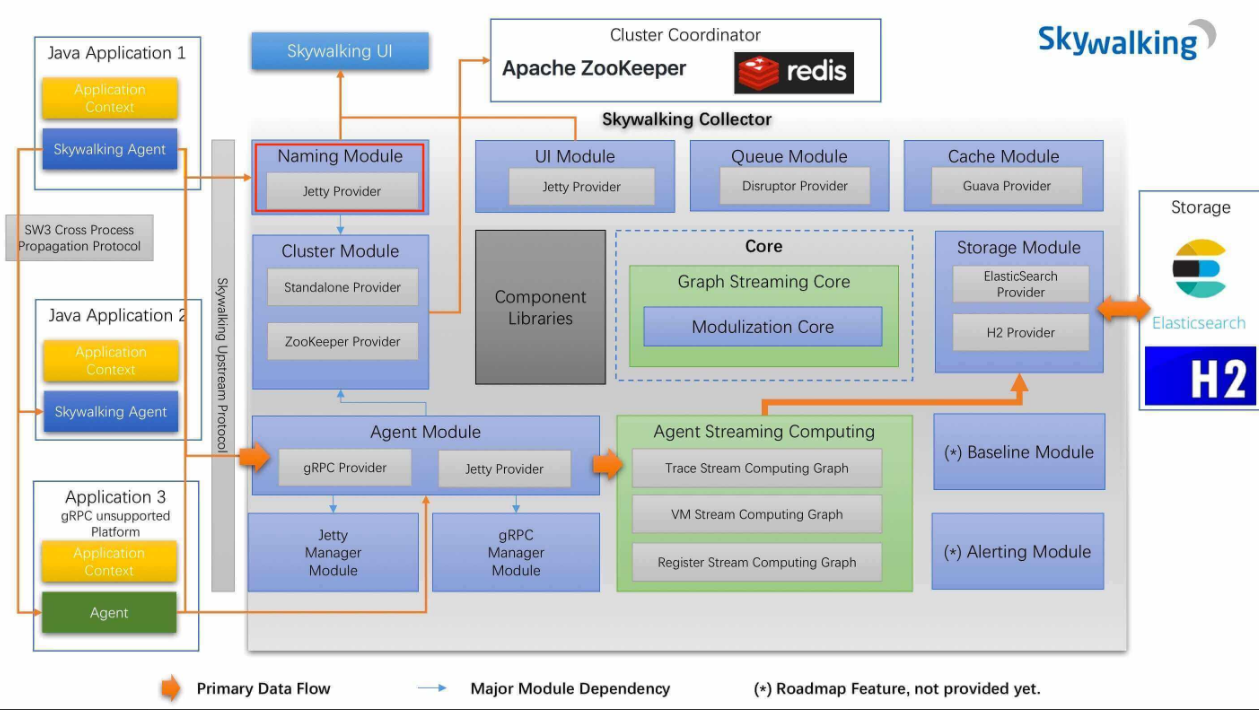 Java Application 1
Application
Context
Skywalking Agent
SW3 Cross Process
Propagation Protocol
Java Application 2
Application
Context
Skywalking Agent
Application 3
gRPC unsupported
Platform
Application
Context
Agent
Skywalking Upstream Protocol
Skywalking UI
Cluster Coordinator
Apache ZooKeeper
redis
Skywalking
Skywalking Collector
Naming Module
Jetty Provider
UI Module
Jetty Provider
Queue Module
Disruptor Provider
Cache Module
Guava Provider
Cluster Module
Standalone Provider
ZooKeeper Provider
Component
Libraries
Core
Graph Streaming Core
Modulization Core
Storage Module
ElasticSearch
Provider
H2 Provider
Storage
Elasticsearch
H2
Agent Module
gRPC Provider
Jetty Provider
Jetty
Manager
Module
gRPC
Manager
Module
Agent Streaming Computing
Trace Stream Computing Graph
VM Stream Computing Graph
Register Stream Computing Graph
(*) Baseline Module
(*) Alerting Module
Primary Data Flow
Major Module Dependency
(*) Roadmap Feature, not provided yet.